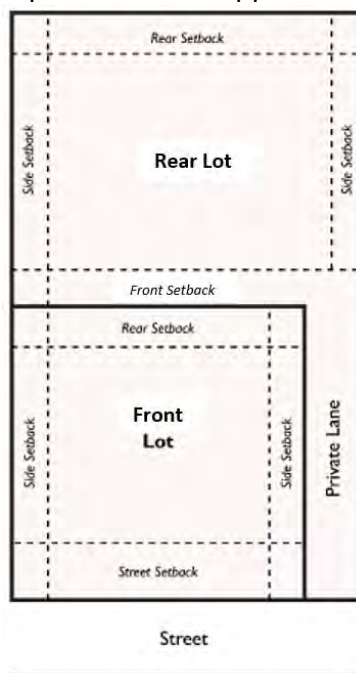 Rear Setback
Side Setback
Rear Lot
Side Setback
Front Setback
Rear Setback
Side Setback
Front
Lot
Side Setback
Private Lane
Street Setback
Street